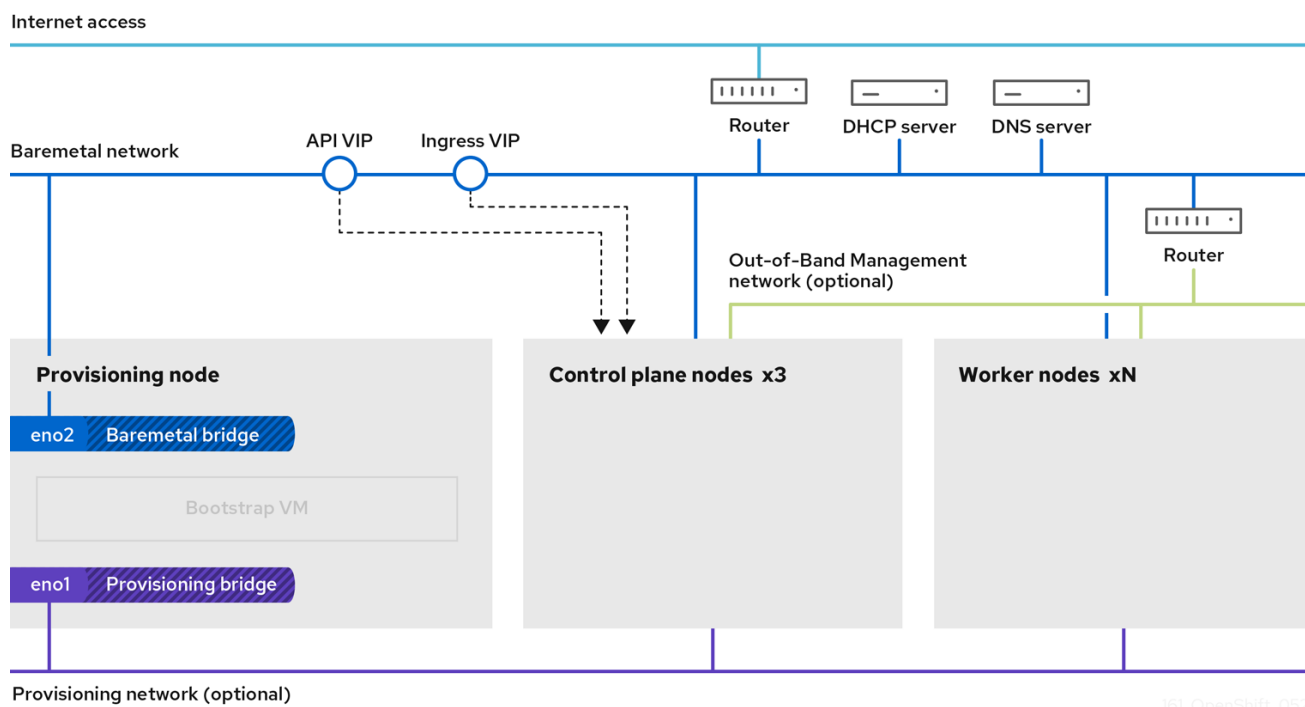 Internet access
Router
DHCP server
DNS server
API VIP
Ingress VIP
Baremetal network
Router
Out-of-Band Management
network (optional)
Provisioning node
Control plane nodes x3
Worker nodes xN
eno2
Baremetal bridge
Bootstrap VM
eno1
Provisioning bridge
Provisioning network (optional)
161_OpenShift_